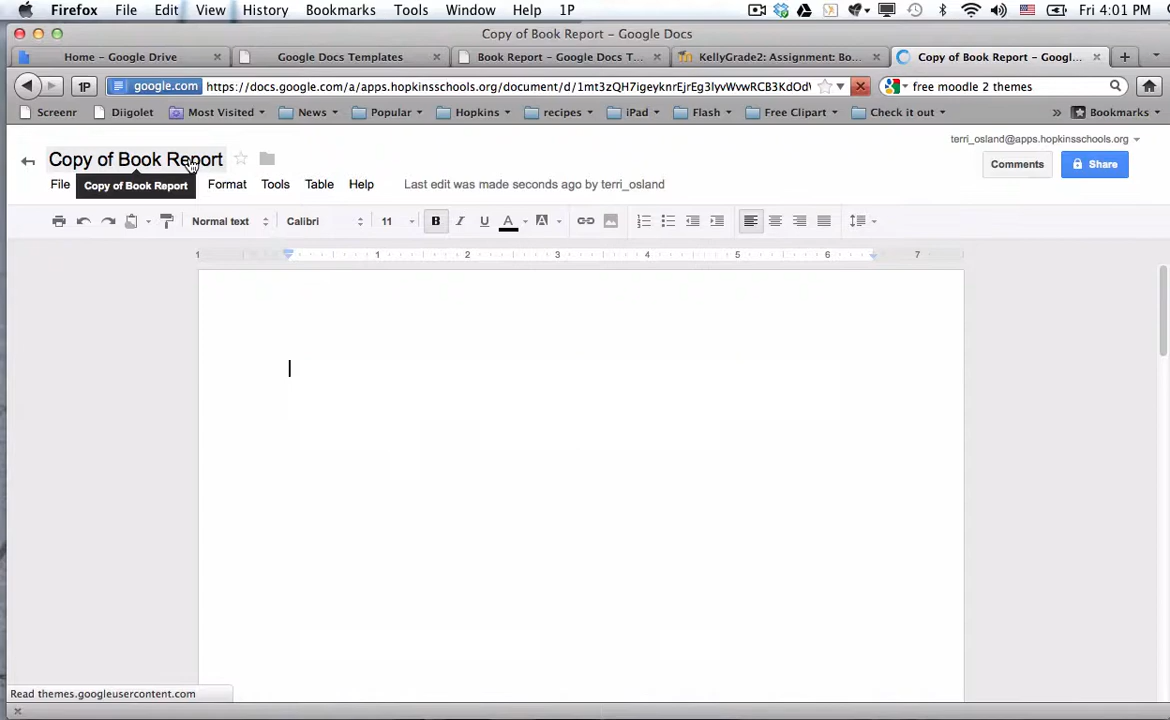 Firefox File Edit View History Bookmarks Tools Window Help 1P Fri 4:01 PM
Copy of Book Report - Google Docs
Home - Google Drive Google Docs Templates Book Report - Google Docs T... KellyGrade2: Assignment: Bo... Copy of Book Report - Googl...
1P google.com https://docs.google.com/a/apps.hopkinsschools.org/document/d/ free moodle 2 themes
Screenr Diigolet Most Visited News Popular Hopkins recipes iPad Flash Free Clipart Check it out » Bookmarks
terri_osland@apps.hopkinsschools.org
Copy of Book Report
Comments Share
File Copy of Book Report Format Tools Table Help Last edit was made seconds ago by terri_osland
Normal text Calibri 11 B I U A A
1 1 2 3 4 5 6 7
Read themes.googleusercontent.com